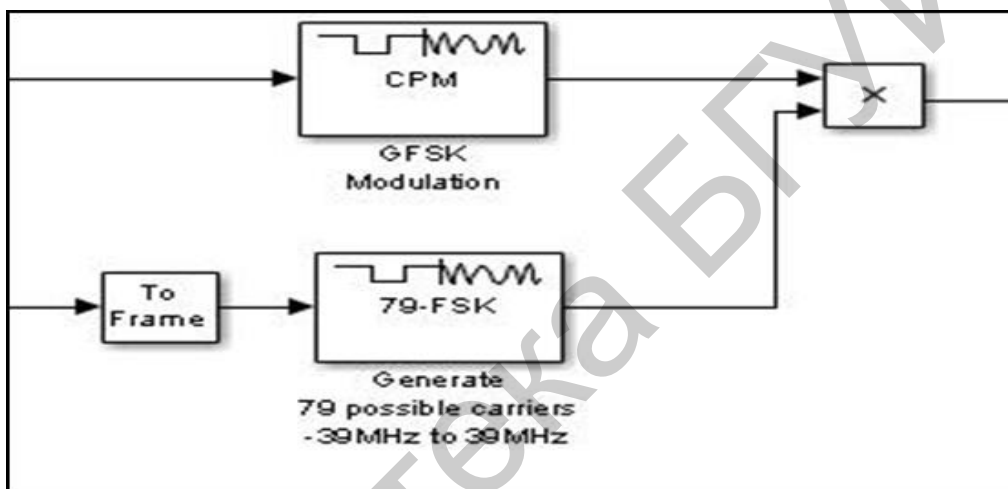 CPM
GFSK
Modulation
×
To
Frame
79-FSK
Generate
79 possible carriers
-39MHz to 39MHz